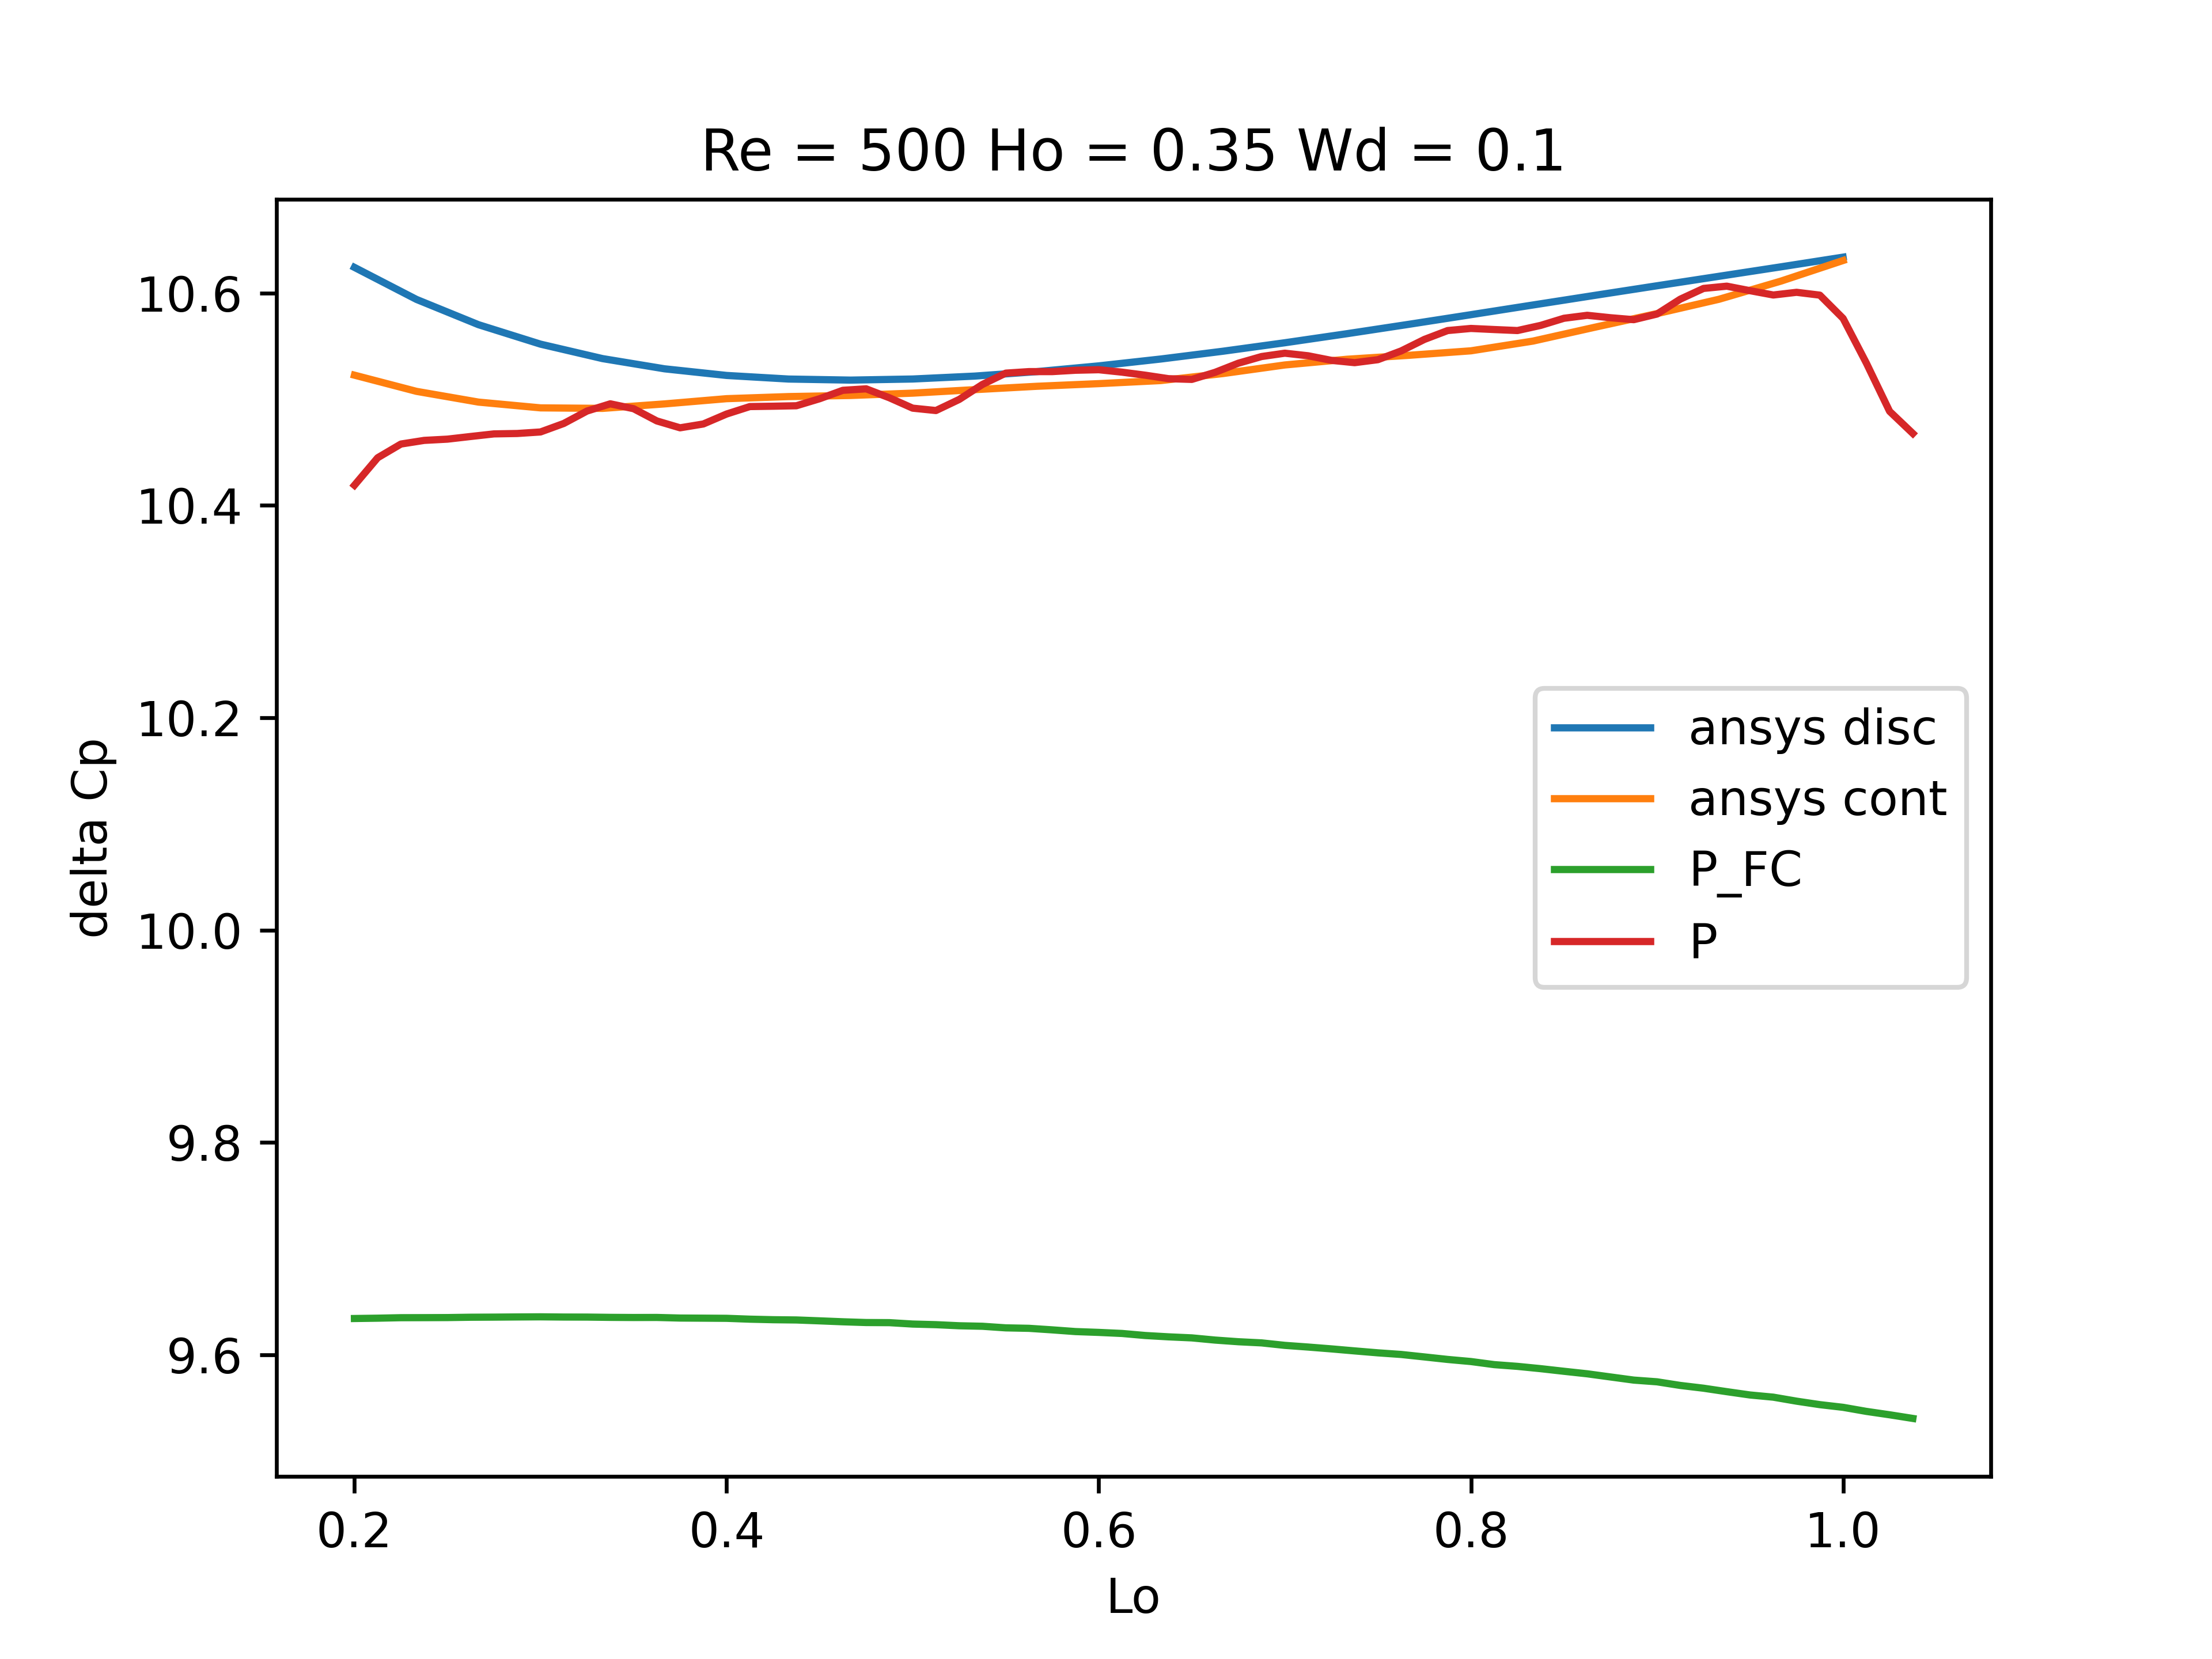 Re = 500 Ho = 0.35 Wd = 0.1
10.6
10.4
10.2
10.0
9.8
9.6
delta Cp
ansys disc
ansys cont
P_FC
P
0.2 0.4 0.6 0.8 1.0
Lo